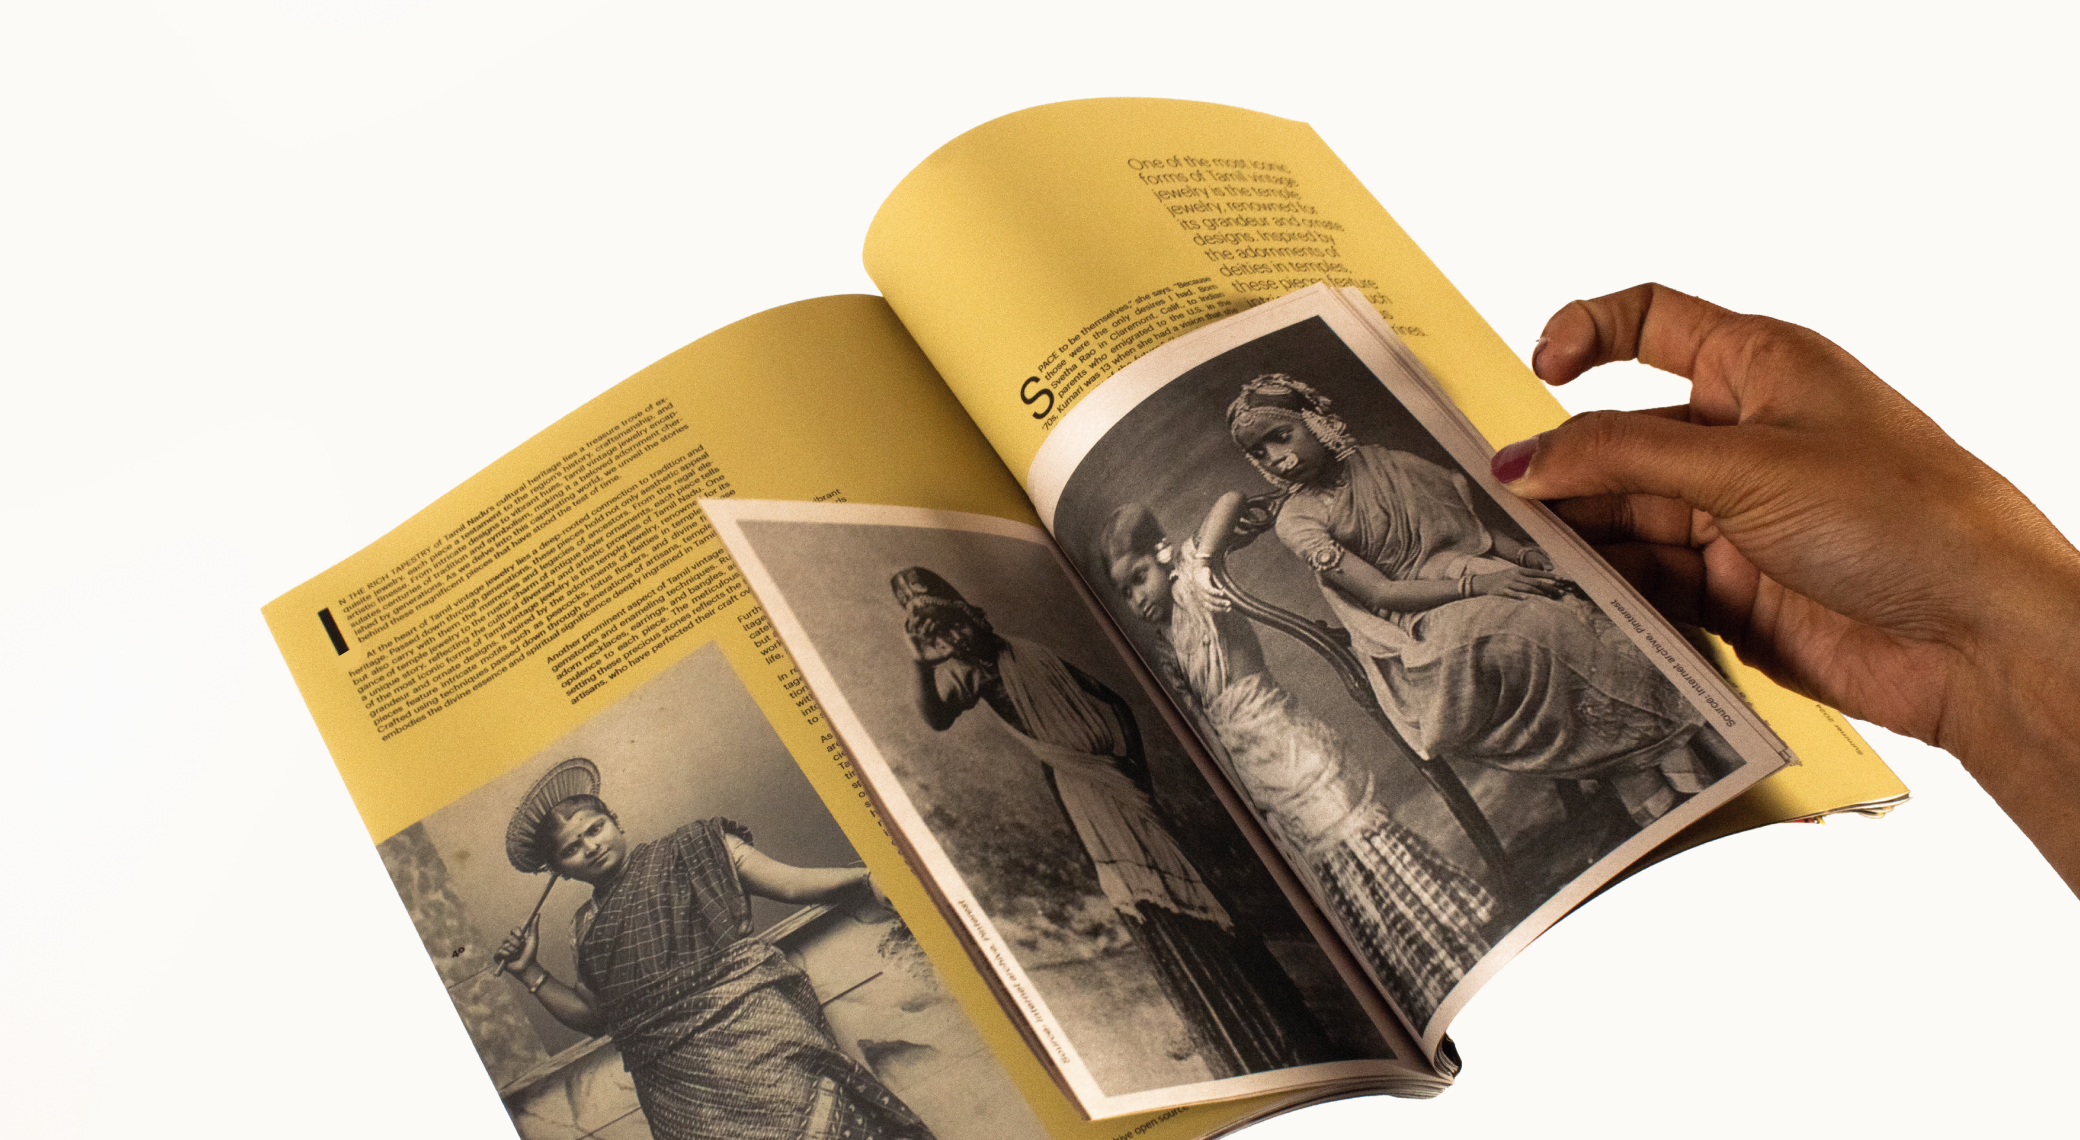 IN THE RICH TAPESTRY of Tamil Nadu's cultural heritage lies a treasure trove of ex-
quisite jewelry, each piece a testament to the region's history, craftsmanship, and
artistic finesse. From intricate designs to vibrant hues, Tamil vintage jewelry encap-
sulates centuries of tradition and symbolism, making it a beloved adornment cher-
ished by generations. As we delve into this captivating world, we unveil the stories
behind these magnificent pieces that have stood the test of time.
At the heart of Tamil vintage jewelry lies a deep-rooted connection to tradition and
heritage. Passed down through generations, these pieces hold not only aesthetic appeal
but also carry with them the memories and legacies of ancestors. From the regal ele-
gance of temple jewelry to the rustic charm of antique silver ornaments, each piece tells
a unique story, reflecting the cultural diversity and artistic prowess of Tamil Nadu. One
of the most iconic forms of Tamil vintage jewelry is the temple jewelry, renowned
grandeur and ornate designs. Inspired by the adornments of deities in temples,
pieces feature intricate motifs such as peacocks, lotus flowers, and divine
Crafted using techniques passed down through generations of artisans, temple
embodies the divine essence and spiritual significance deeply ingrained in Tamil
Another prominent aspect of Tamil vintage
gemstones and enameling techniques.
adorn necklaces, earrings, and bangles,
opulence to each piece. The meticulous
setting these precious stones reflects the
artisans, who have perfected their craft
40
One of the most iconic
forms of Tamil vintage
jewelry is the temple
jewelry, renowned for
its grandeur and ornate
designs. Inspired by
the adornments of
deities in temples,
these pieces feature
SPACE to be themselves," she says. "Because
those were the only desires I had. Born
Svetha Rao in Claremont, Calif., to Indian
parents who emigrated to the U.S. in the
'70s, Kumari was 13 when she had a vision that she
Source: Internet archive, Pinterest
Source: Internet archive, Pinterest
Summer 2024